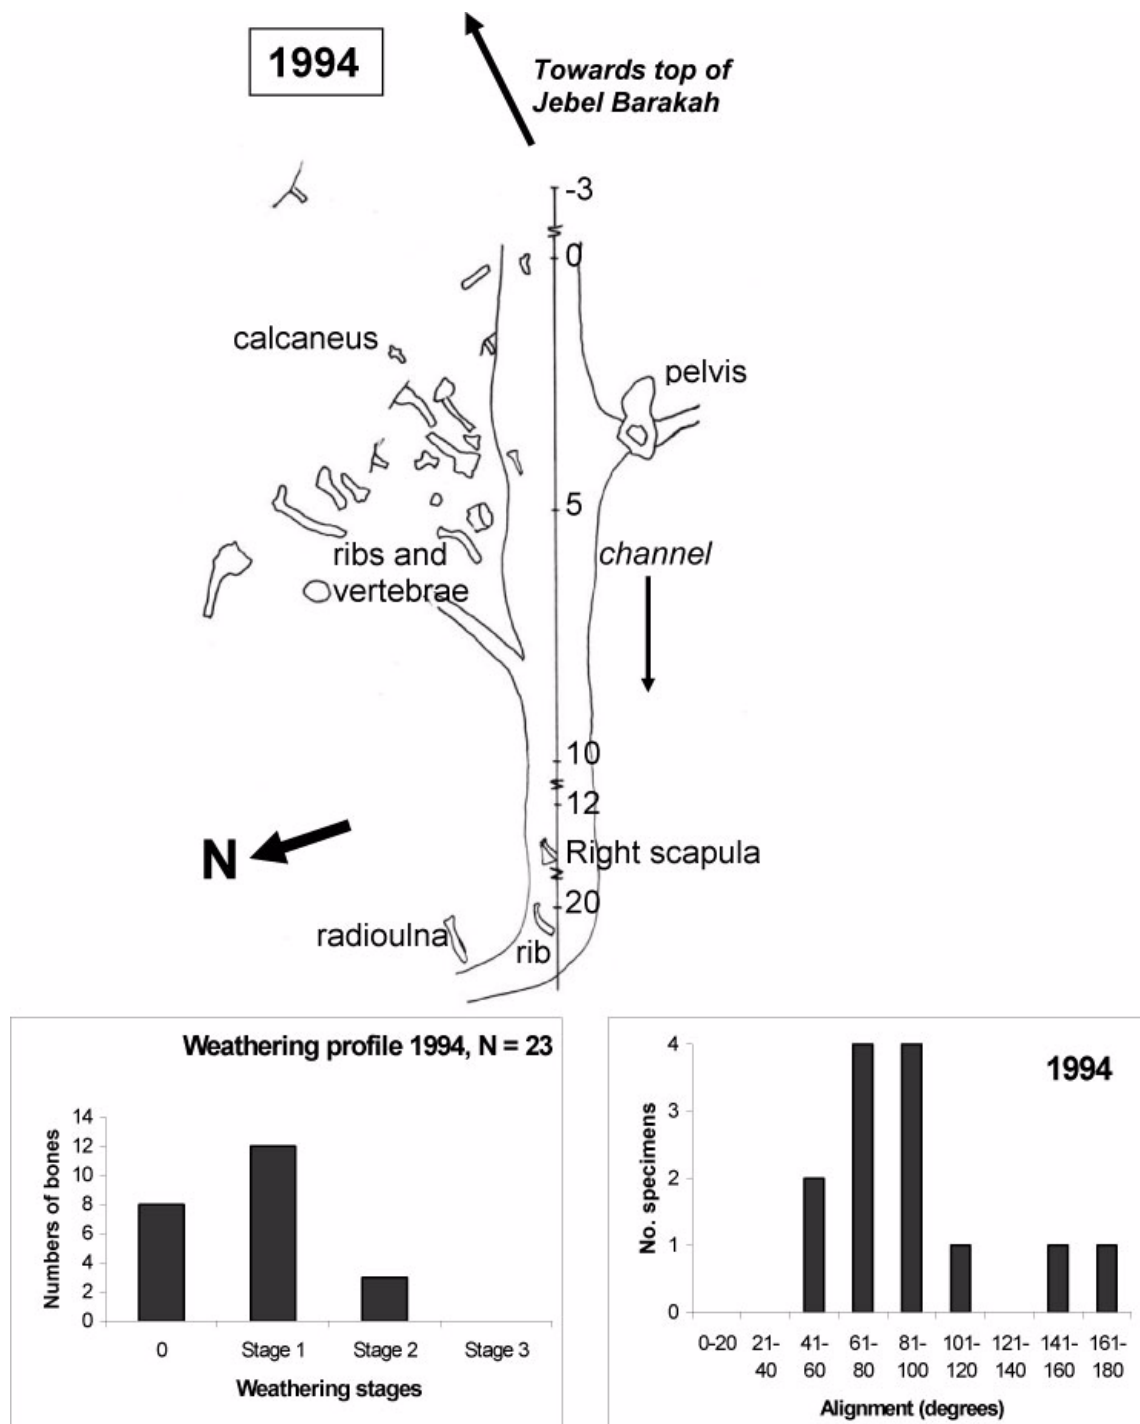 1994
Towards top of
Jebel Barakah
-3
0
calcaneus
pelvis
5
ribs and
vertebrae
channel
10
12
N
Right scapula
20
radioulna
rib
Weathering profile 1994, N = 23
Numbers of bones
14
12
10
8
6
4
2
0
0 Stage 1 Stage 2 Stage 3
Weathering stages
1994
No. specimens
4
3
2
1
0
0-20 21- 41- 61- 81- 101- 121- 141- 161-
40 60 80 100 120 140 160 180
Alignment (degrees)